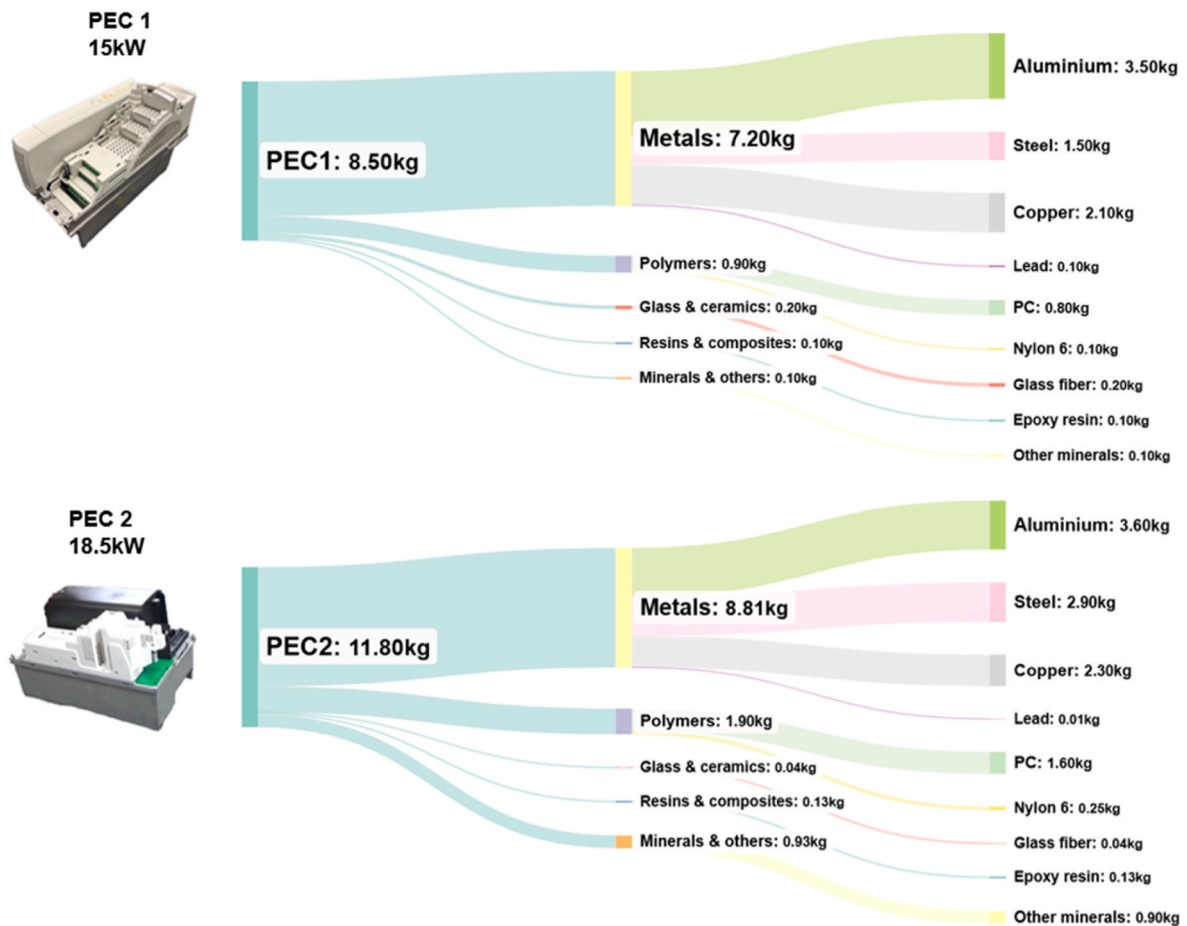 PEC 1
15kW
PEC1: 8.50kg
Metals: 7.20kg
Polymers: 0.90kg
Glass & ceramics: 0.20kg
Resins & composites: 0.10kg
Minerals & others: 0.10kg
Aluminium: 3.50kg
Steel: 1.50kg
Copper: 2.10kg
Lead: 0.10kg
PC: 0.80kg
Nylon 6: 0.10kg
Glass fiber: 0.20kg
Epoxy resin: 0.10kg
Other minerals: 0.10kg
PEC 2
18.5kW
PEC2: 11.80kg
Metals: 8.81kg
Polymers: 1.90kg
Glass & ceramics: 0.04kg
Resins & composites: 0.13kg
Minerals & others: 0.93kg
Aluminium: 3.60kg
Steel: 2.90kg
Copper: 2.30kg
Lead: 0.01kg
PC: 1.60kg
Nylon 6: 0.25kg
Glass fiber: 0.04kg
Epoxy resin: 0.13kg
Other minerals: 0.90kg